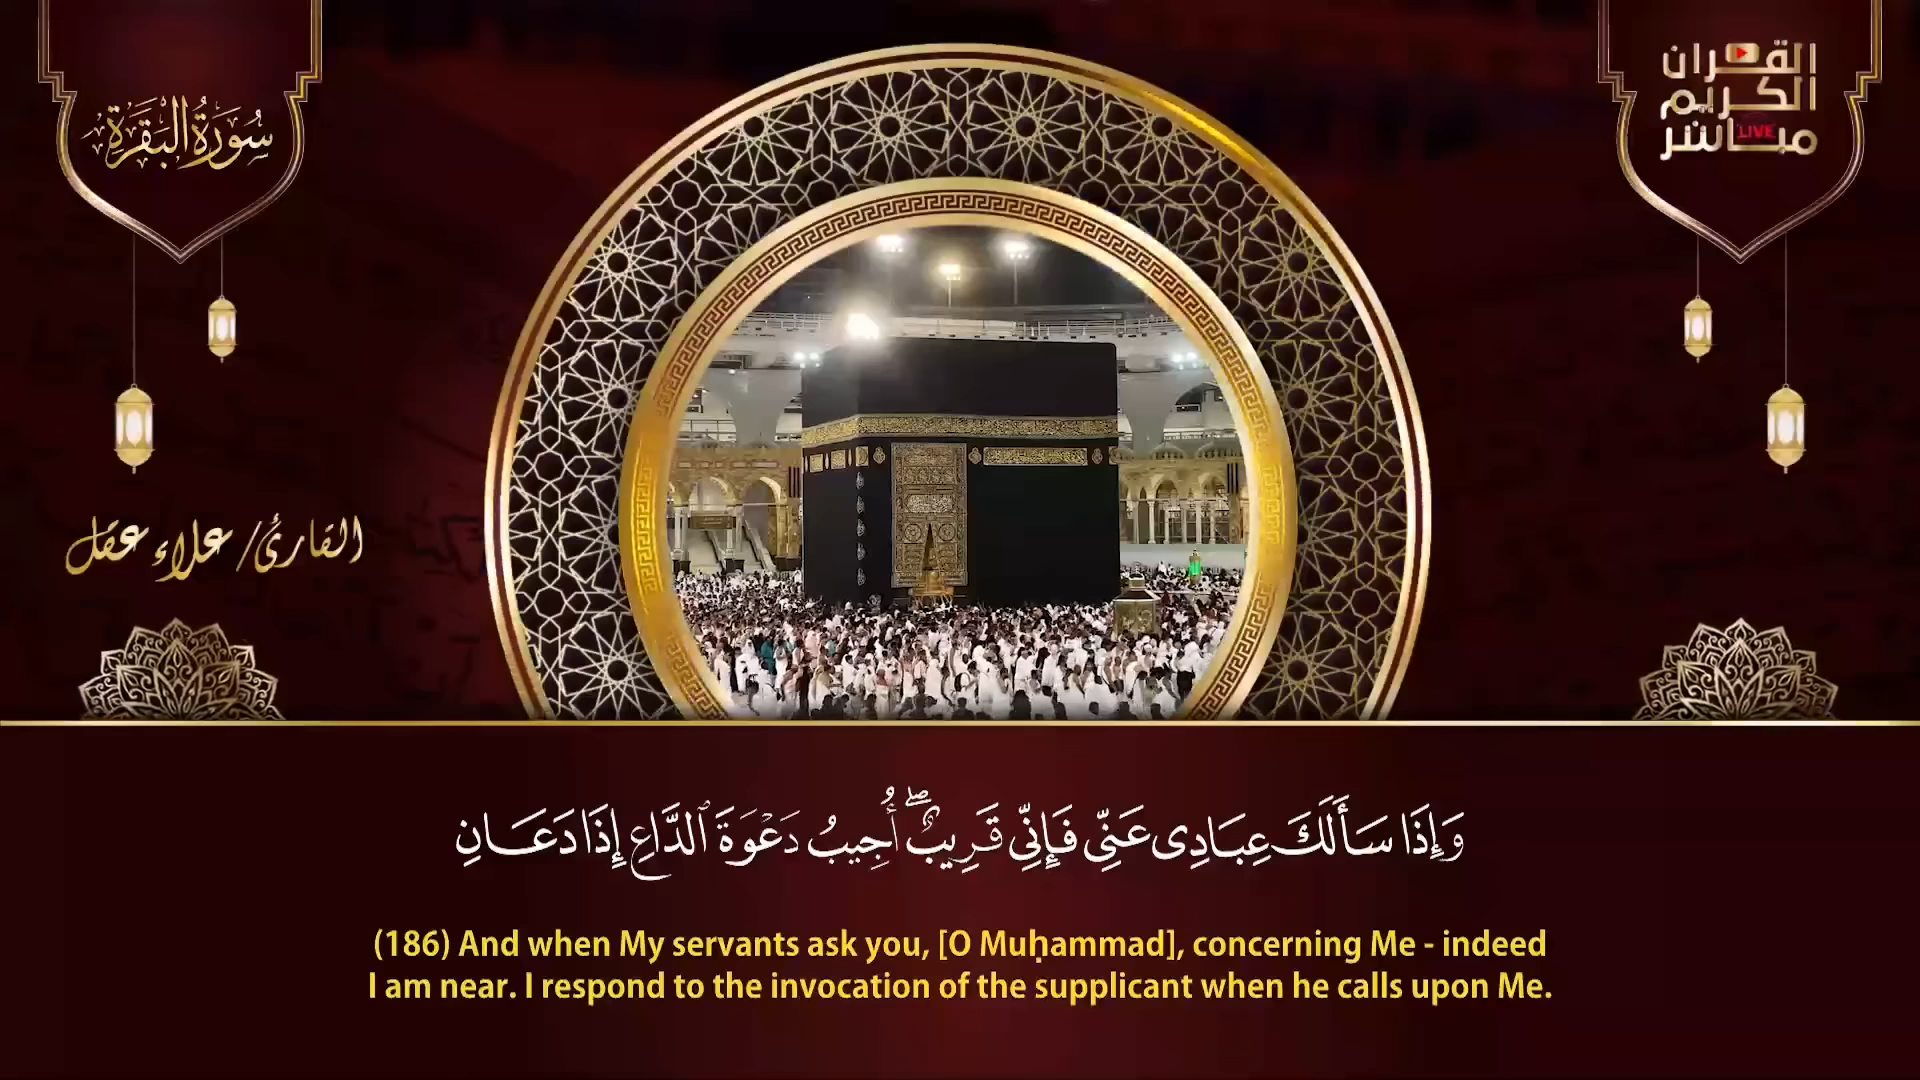 سُورَةُ البَقَرَةِ
القران
الكريم
مباشر
LIVE
القارئ/ علاء عقل
وَإِذَا سَأَلَكَ عِبَادِى عَنِّى فَإِنِّى قَرِيبٌ ۖ أُجِيبُ دَعْوَةَ ٱلدَّاعِ إِذَا دَعَانِ
(186) And when My servants ask you, [O Muḥammad], concerning Me - indeed
I am near. I respond to the invocation of the supplicant when he calls upon Me.